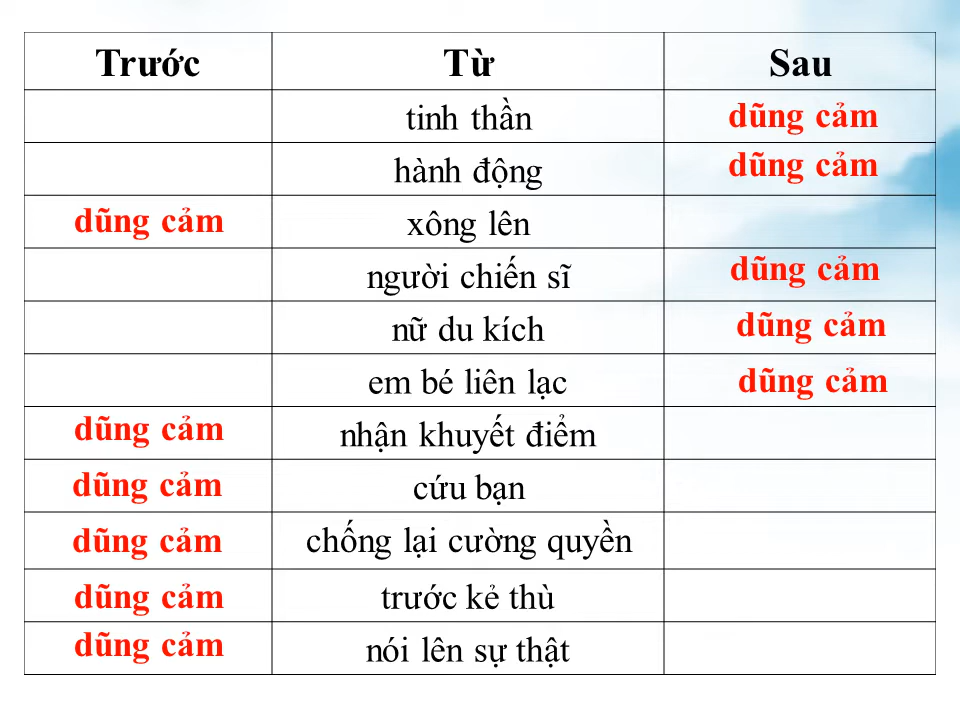 Trước Từ Sau
tinh thần dũng cảm
hành động dũng cảm
dũng cảm xông lên
người chiến sĩ dũng cảm
nữ du kích dũng cảm
em bé liên lạc dũng cảm
dũng cảm nhận khuyết điểm
dũng cảm cứu bạn
dũng cảm chống lại cường quyền
dũng cảm trước kẻ thù
dũng cảm nói lên sự thật